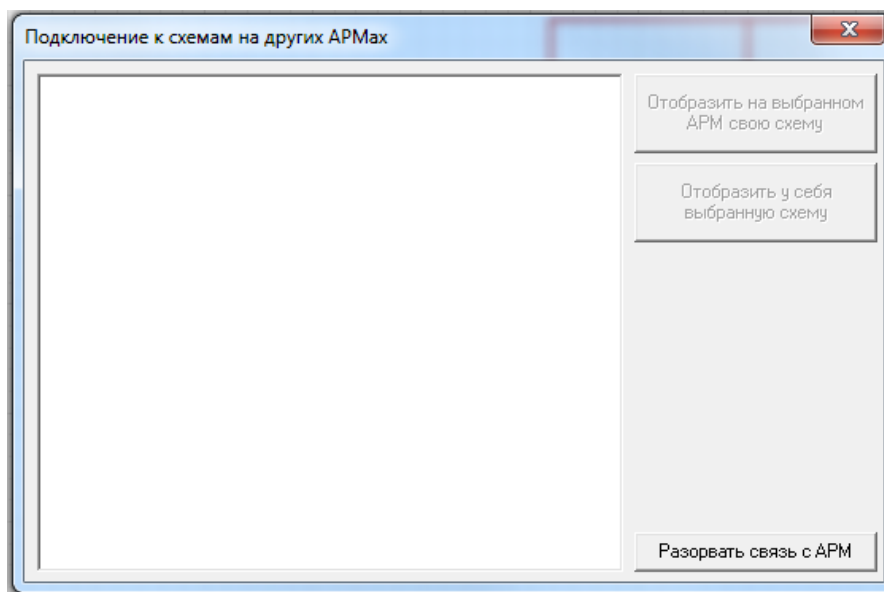 Подключение к схемам на других АРМах
Отобразить на выбранном
АРМ свою схему
Отобразить у себя
выбранную схему
Разорвать связь с АРМ